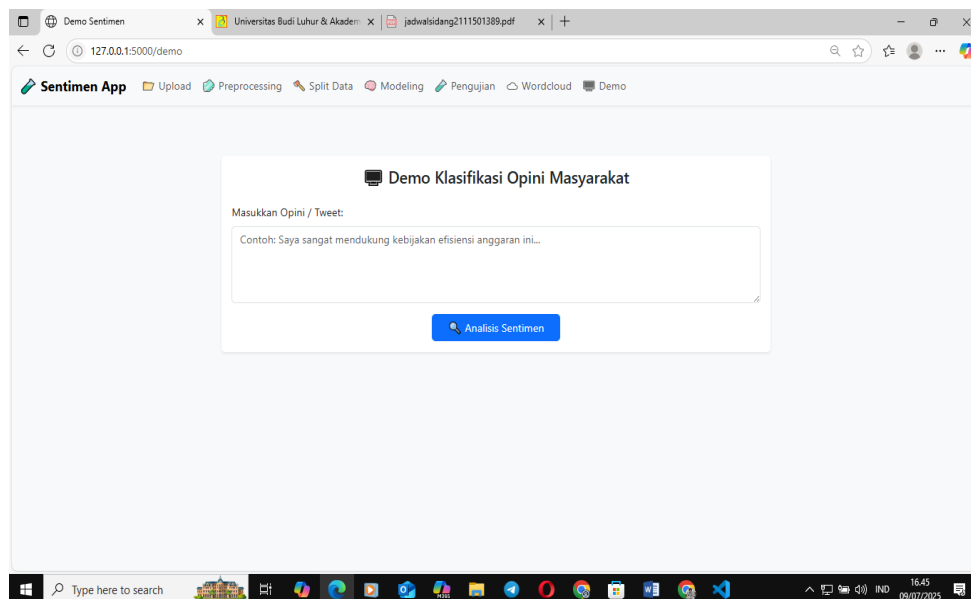 Demo Sentimen
Universitas Budi Luhur & Akadem
jadwalsidang2111501389.pdf
127.0.0.1:5000/demo
Sentimen App Upload Preprocessing Split Data Modeling Pengujian Wordcloud Demo
Demo Klasifikasi Opini Masyarakat
Masukkan Opini / Tweet:
Contoh: Saya sangat mendukung kebijakan efisiensi anggaran ini...
Analisis Sentimen
Type here to search
IND
16.45
09/07/2025